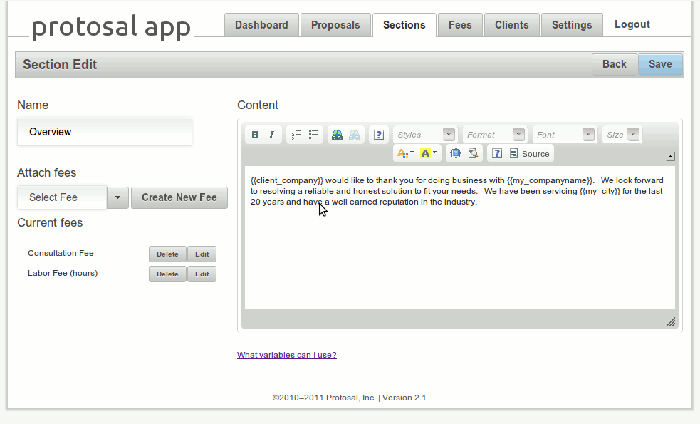 protosal app
Dashboard Proposals Sections Fees Clients Settings Logout
Section Edit
Back Save
Name
Content
Overview
B I Styles Format Font Size
A A Source
Attach fees
Select Fee Create New Fee
{{client_company}} would like to thank you for doing business with {{my_companyname}}. We look forward
to resolving a reliable and honest solution to fit your needs. We have been servicing {{my_city}} for the last
20 years and have a well earned reputation in the industry.
Current fees
Consultation Fee Delete Edit
Labor Fee (hours) Delete Edit
What variables can I use?
©2010–2011 Protosal, Inc. | Version 2.1